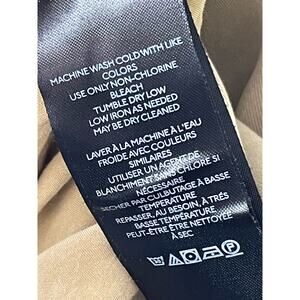 MACHINE WASH COLD WITH LIKE
COLORS
USE ONLY NON-CHLORINE
BLEACH
TUMBLE DRY LOW
LOW IRON AS NEEDED
MAY BE DRY CLEANED
LAVER À LA MACHINE À L'EAU
FROIDE AVEC COULEURS
SIMILAIRES
UTILISER UN AGENT DE
BLANCHIMENT SANS CHLORE SI
NÉCESSAIRE
SÉCHER PAR CULBUTAGE À BASSE
TEMPÉRATURE
REPASSER, AU BESOIN, À TRÈS
BASSE TEMPÉRATURE
PEUT-ÊTRE NETTOYÉE
À SEC